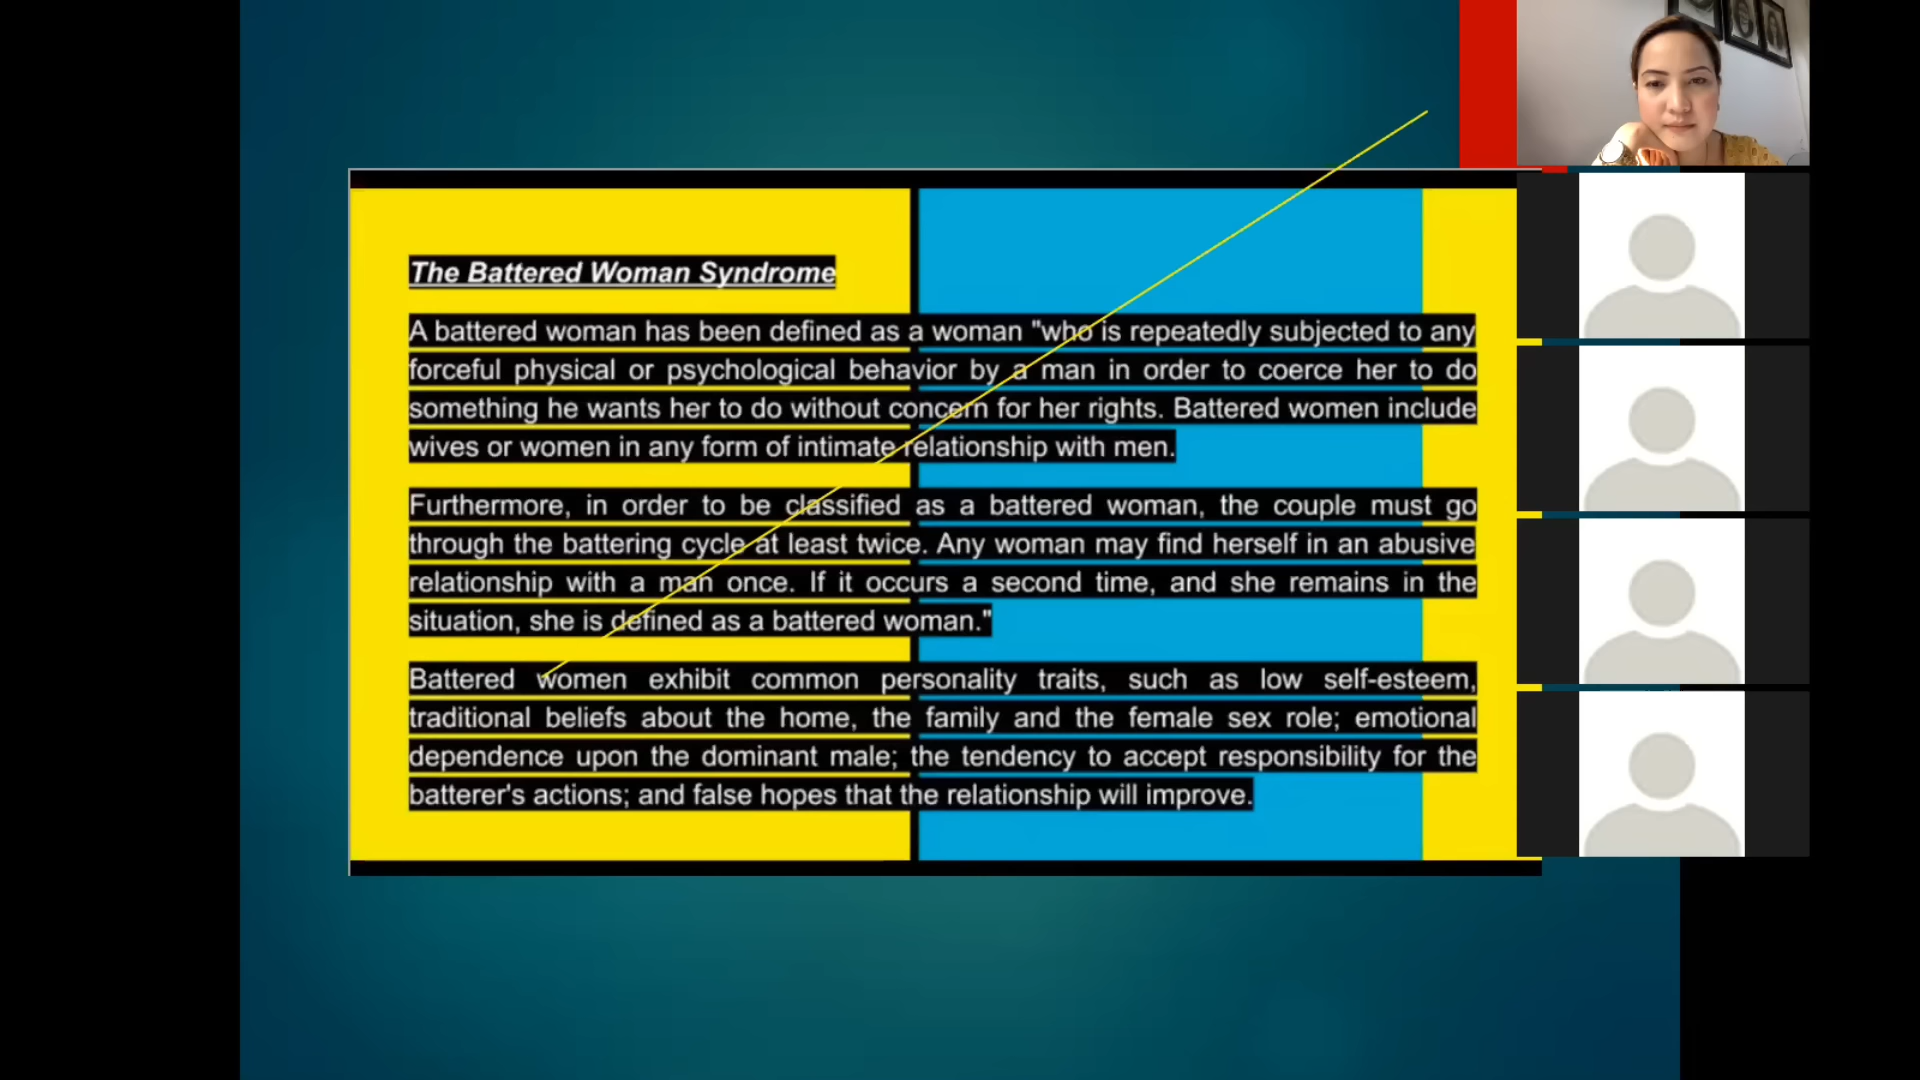 The Battered Woman Syndrome
A battered woman has been defined as a woman "who is repeatedly subjected to any
forceful physical or psychological behavior by a man in order to coerce her to do
something he wants her to do without concern for her rights. Battered women include
wives or women in any form of intimate relationship with men.
Furthermore, in order to be classified as a battered woman, the couple must go
through the battering cycle at least twice. Any woman may find herself in an abusive
relationship with a man once. If it occurs a second time, and she remains in the
situation, she is defined as a battered woman."
Battered women exhibit common personality traits, such as low self-esteem,
traditional beliefs about the home, the family and the female sex role; emotional
dependence upon the dominant male; the tendency to accept responsibility for the
batterer's actions; and false hopes that the relationship will improve.